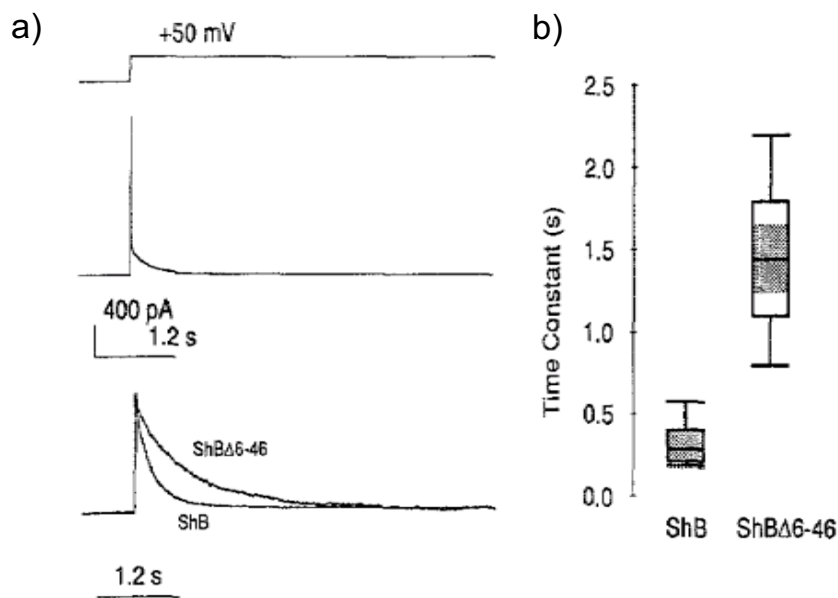 a)
+50 mV
400 pA
1.2 s
ShBΔ6-46
ShB
1.2 s
b)
Time Constant (s)
2.5
2.0
1.5
1.0
0.5
0.0
ShB ShBΔ6-46